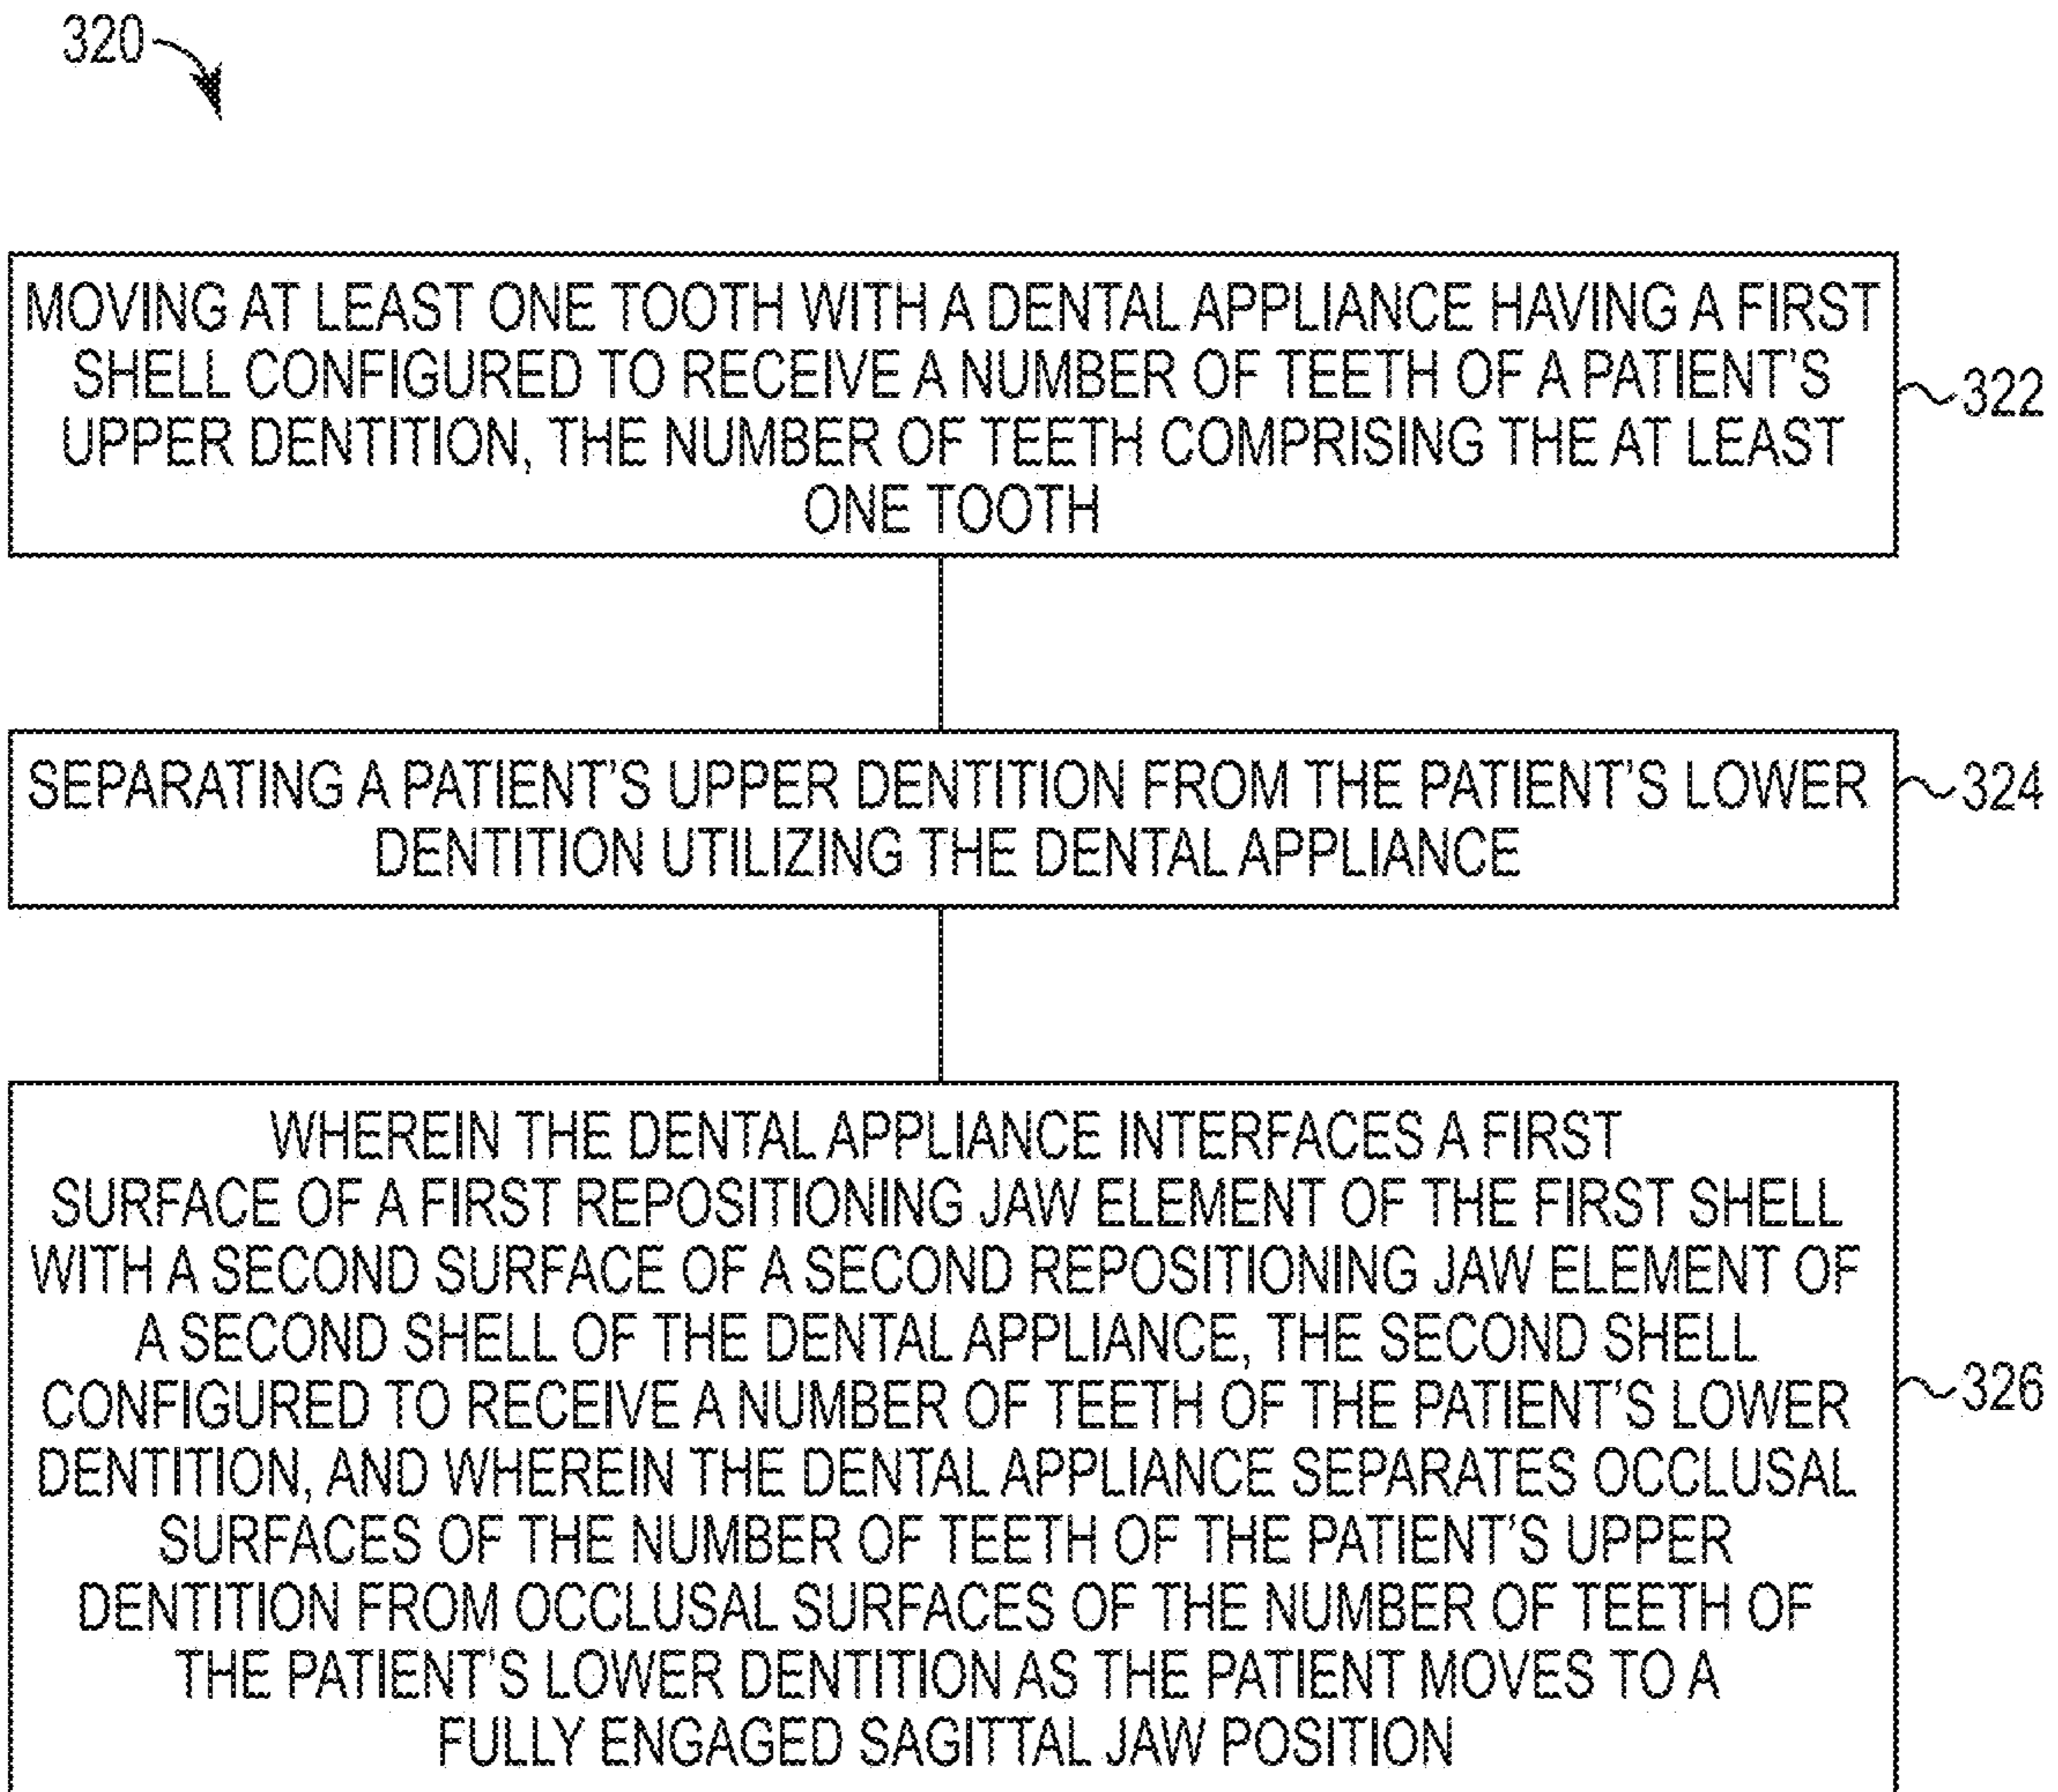 320
MOVING AT LEAST ONE TOOTH WITH A DENTAL APPLIANCE HAVING A FIRST
SHELL CONFIGURED TO RECEIVE A NUMBER OF TEETH OF A PATIENT'S
UPPER DENTITION, THE NUMBER OF TEETH COMPRISING THE AT LEAST
ONE TOOTH
322
SEPARATING A PATIENT'S UPPER DENTITION FROM THE PATIENT'S LOWER
DENTITION UTILIZING THE DENTAL APPLIANCE
324
WHEREIN THE DENTAL APPLIANCE INTERFACES A FIRST
SURFACE OF A FIRST REPOSITIONING JAW ELEMENT OF THE FIRST SHELL
WITH A SECOND SURFACE OF A SECOND REPOSITIONING JAW ELEMENT OF
A SECOND SHELL OF THE DENTAL APPLIANCE, THE SECOND SHELL
CONFIGURED TO RECEIVE A NUMBER OF TEETH OF THE PATIENT'S LOWER
DENTITION, AND WHEREIN THE DENTAL APPLIANCE SEPARATES OCCLUSAL
SURFACES OF THE NUMBER OF TEETH OF THE PATIENT'S UPPER
DENTITION FROM OCCLUSAL SURFACES OF THE NUMBER OF TEETH OF
THE PATIENT'S LOWER DENTITION AS THE PATIENT MOVES TO A
FULLY ENGAGED SAGITTAL JAW POSITION
326